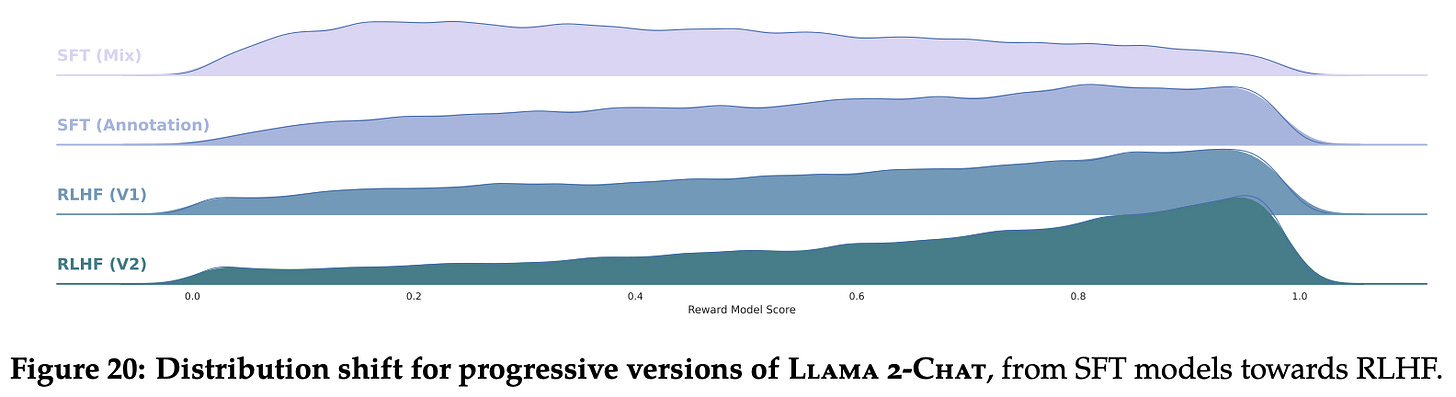 SFT (Mix)
SFT (Annotation)
RLHF (V1)
RLHF (V2)
0.0 0.2 0.4 0.6 0.8 1.0
Reward Model Score
Figure 20: Distribution shift for progressive versions of Llama 2-Chat, from SFT models towards RLHF.